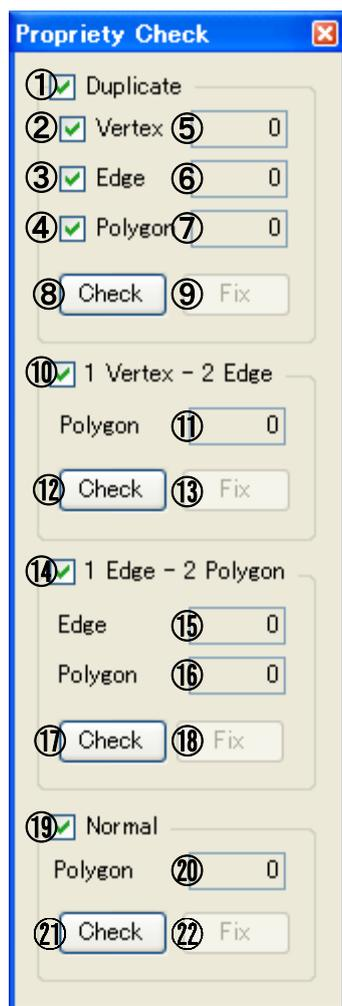 Propriety Check
① Duplicate
② Vertex ⑤ 0
③ Edge ⑥ 0
④ Polygon ⑦ 0
⑧ Check ⑨ Fix
⑩ 1 Vertex - 2 Edge
Polygon ⑪ 0
⑫ Check ⑬ Fix
⑭ 1 Edge - 2 Polygon
Edge ⑮ 0
Polygon ⑯ 0
⑰ Check ⑱ Fix
⑲ Normal
Polygon ⑳ 0
㉑ Check ㉒ Fix